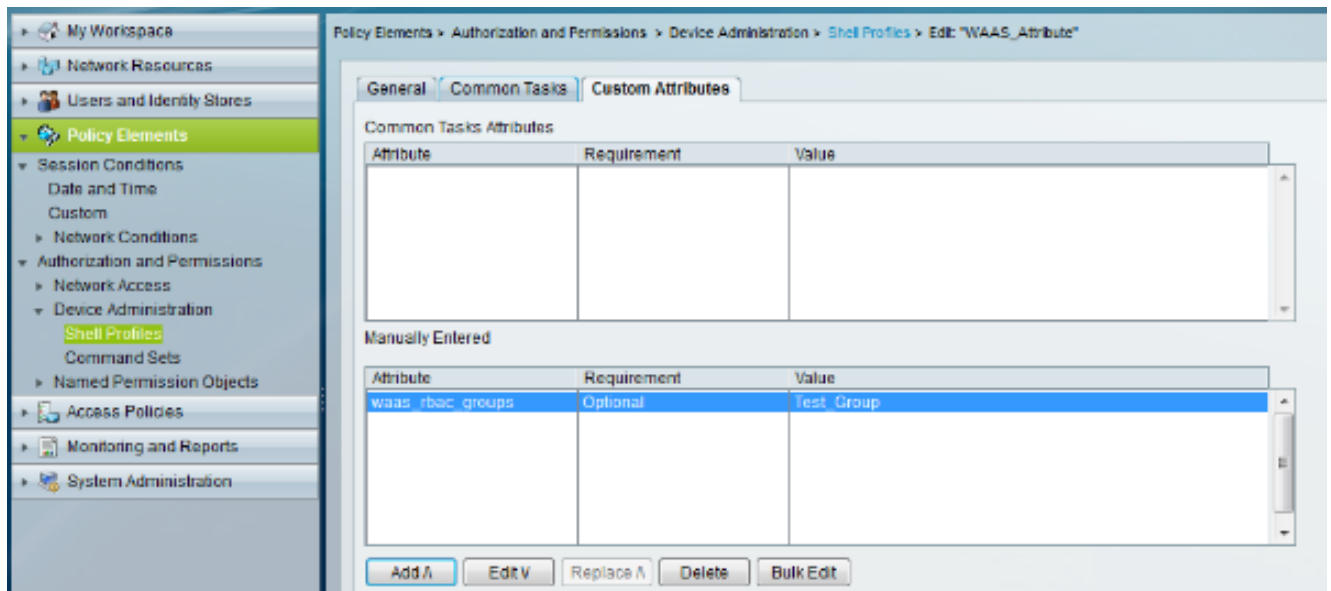 My Workspace
Network Resources
Users and Identity Stores
Policy Elements
Session Conditions
Date and Time
Custom
Network Conditions
Authorization and Permissions
Network Access
Device Administration
Shell Profiles
Command Sets
Named Permission Objects
Access Policies
Monitoring and Reports
System Administration
Policy Elements > Authorization and Permissions > Device Administration > Shell Profiles > Edit: "WAAS_Attribute"
General Common Tasks Custom Attributes
Common Tasks Attributes
Attribute Requirement Value
Manually Entered
Attribute Requirement Value
waas_rbac_groups Optional Test_Group
Add Λ Edit V Replace Λ Delete Bulk Edit